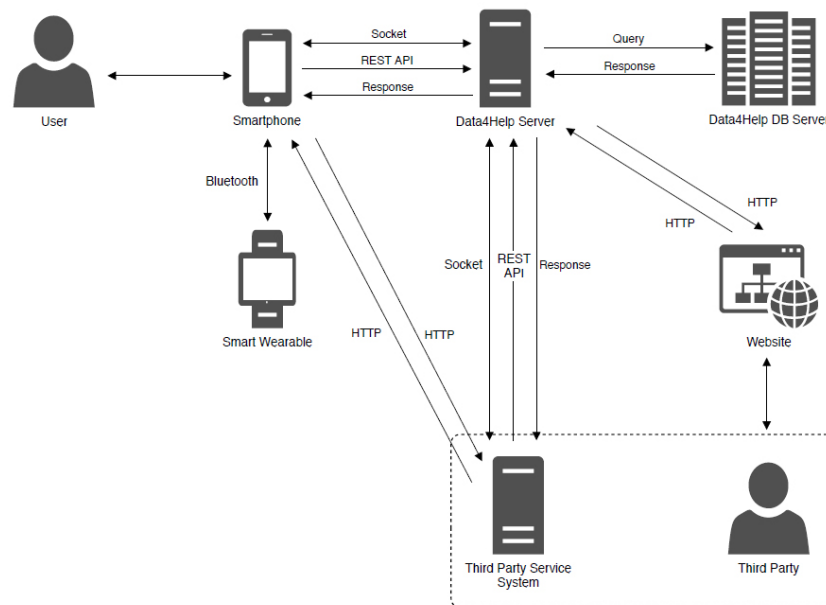 Socket
REST API
Response
Query
Response
User
Smartphone
Data4Help Server
Data4Help DB Server
Bluetooth
HTTP
HTTP
Socket
REST
API
Response
Smart Wearable
HTTP
HTTP
Website
Third Party Service
System
Third Party